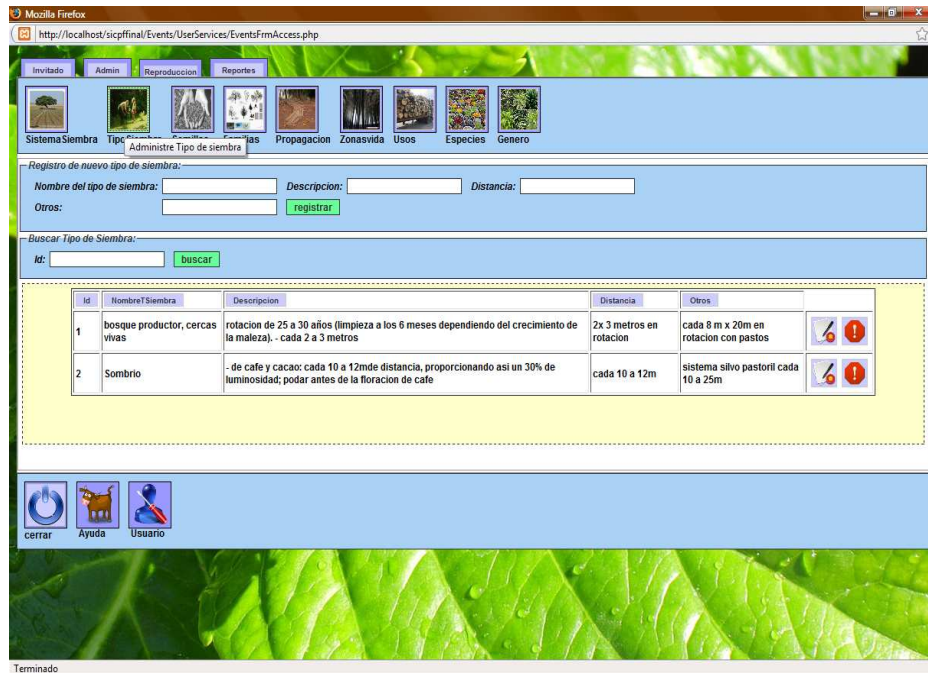 Mozilla Firefox
http://localhost/sicpffinal/Events/UserServices/EventsFrmAccess.php
Invitado Admin Reproduccion Reportes
SistemaSiembra Propagacion Zonasvida Usos Especies Genero
Administre Tipo de siembra
Registro de nuevo tipo de siembra:
Nombre del tipo de siembra: Descripcion: Distancia:
Otros: registrar
Buscar Tipo de Siembra:
Id: buscar
Id NombreTSiembra Descripcion Distancia Otros
1 bosque productor, cercas vivas rotacion de 25 a 30 años (limpieza a los 6 meses dependiendo del crecimiento de la maleza). - cada 2 a 3 metros 2x 3 metros en rotacion cada 8 m x 20m en rotacion con pastos
2 Sombrio - de cafe y cacao: cada 10 a 12mde distancia, proporcionando asi un 30% de luminosidad; podar antes de la floracion de cafe cada 10 a 12m sistema silvo pastoril cada 10 a 25m
cerrar Ayuda Usuario
Terminado